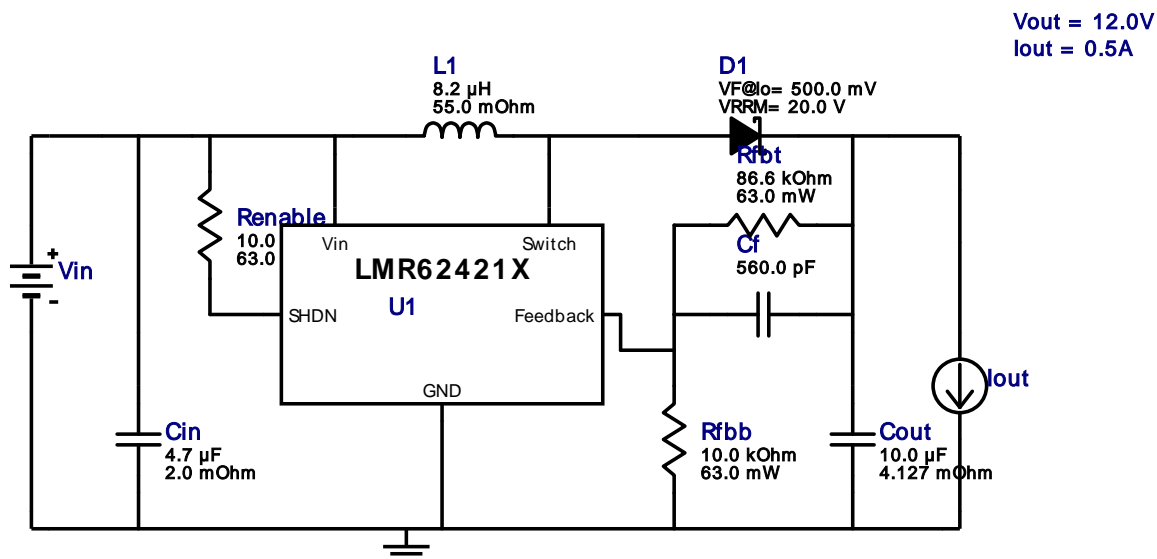 Vout = 12.0V
Iout = 0.5A
L1
8.2 µH
55.0 mOhm
D1
VF@Io= 500.0 mV
VRRM= 20.0 V
Rfbt
86.6 kOhm
63.0 mW
Renable
10.0
63.0
Vin
Switch
Cf
560.0 pF
LMR62421X
+
Vin
-
U1
SHDN
Feedback
GND
Iout
Cin
4.7 µF
2.0 mOhm
Rfbb
10.0 kOhm
63.0 mW
Cout
10.0 µF
4.127 mOhm